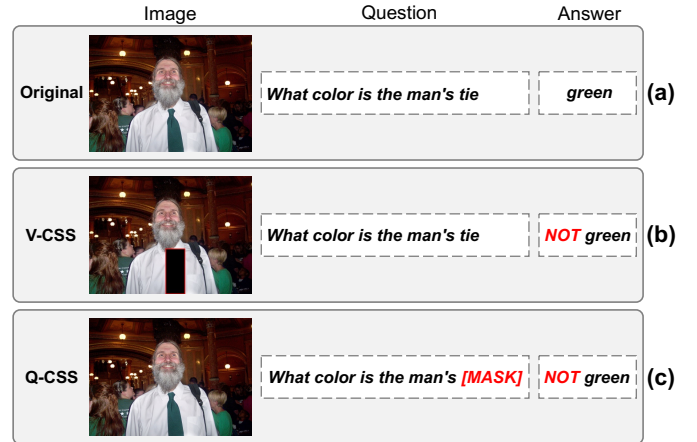 Image Question Answer
Original What color is the man's tie green (a)
V-CSS What color is the man's tie NOT green (b)
Q-CSS What color is the man's [MASK] NOT green (c)